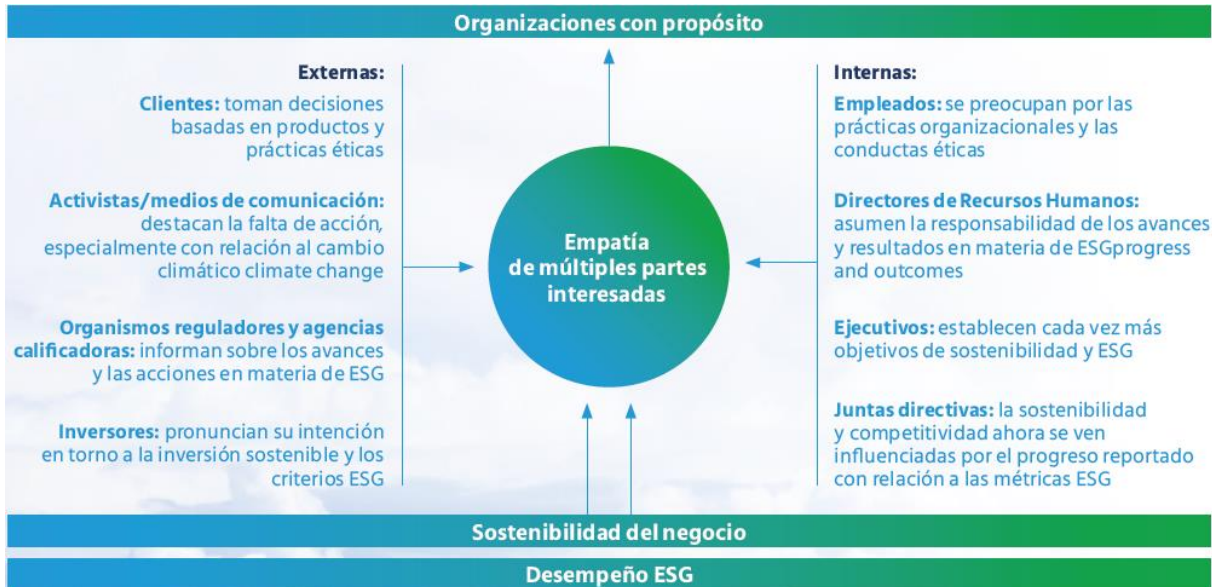 Organizaciones con propósito
Externas:
Clientes: toman decisiones
basadas en productos y
prácticas éticas
Activistas/medios de comunicación:
destacan la falta de acción,
especialmente con relación al cambio
climático climate change
Organismos reguladores y agencias
calificadoras: informan sobre los avances
y las acciones en materia de ESG
Inversores: pronuncian su intención
en torno a la inversión sostenible y los
criterios ESG
Empatía
de múltiples partes
interesadas
Internas:
Empleados: se preocupan por las
prácticas organizacionales y las
conductas éticas
Directores de Recursos Humanos:
asumen la responsabilidad de los avances
y resultados en materia de ESGprogress
and outcomes
Ejecutivos: establecen cada vez más
objetivos de sostenibilidad y ESG
Juntas directivas: la sostenibilidad
y competitividad ahora se ven
influenciadas por el progreso reportado
con relación a las métricas ESG
Sostenibilidad del negocio
Desempeño ESG